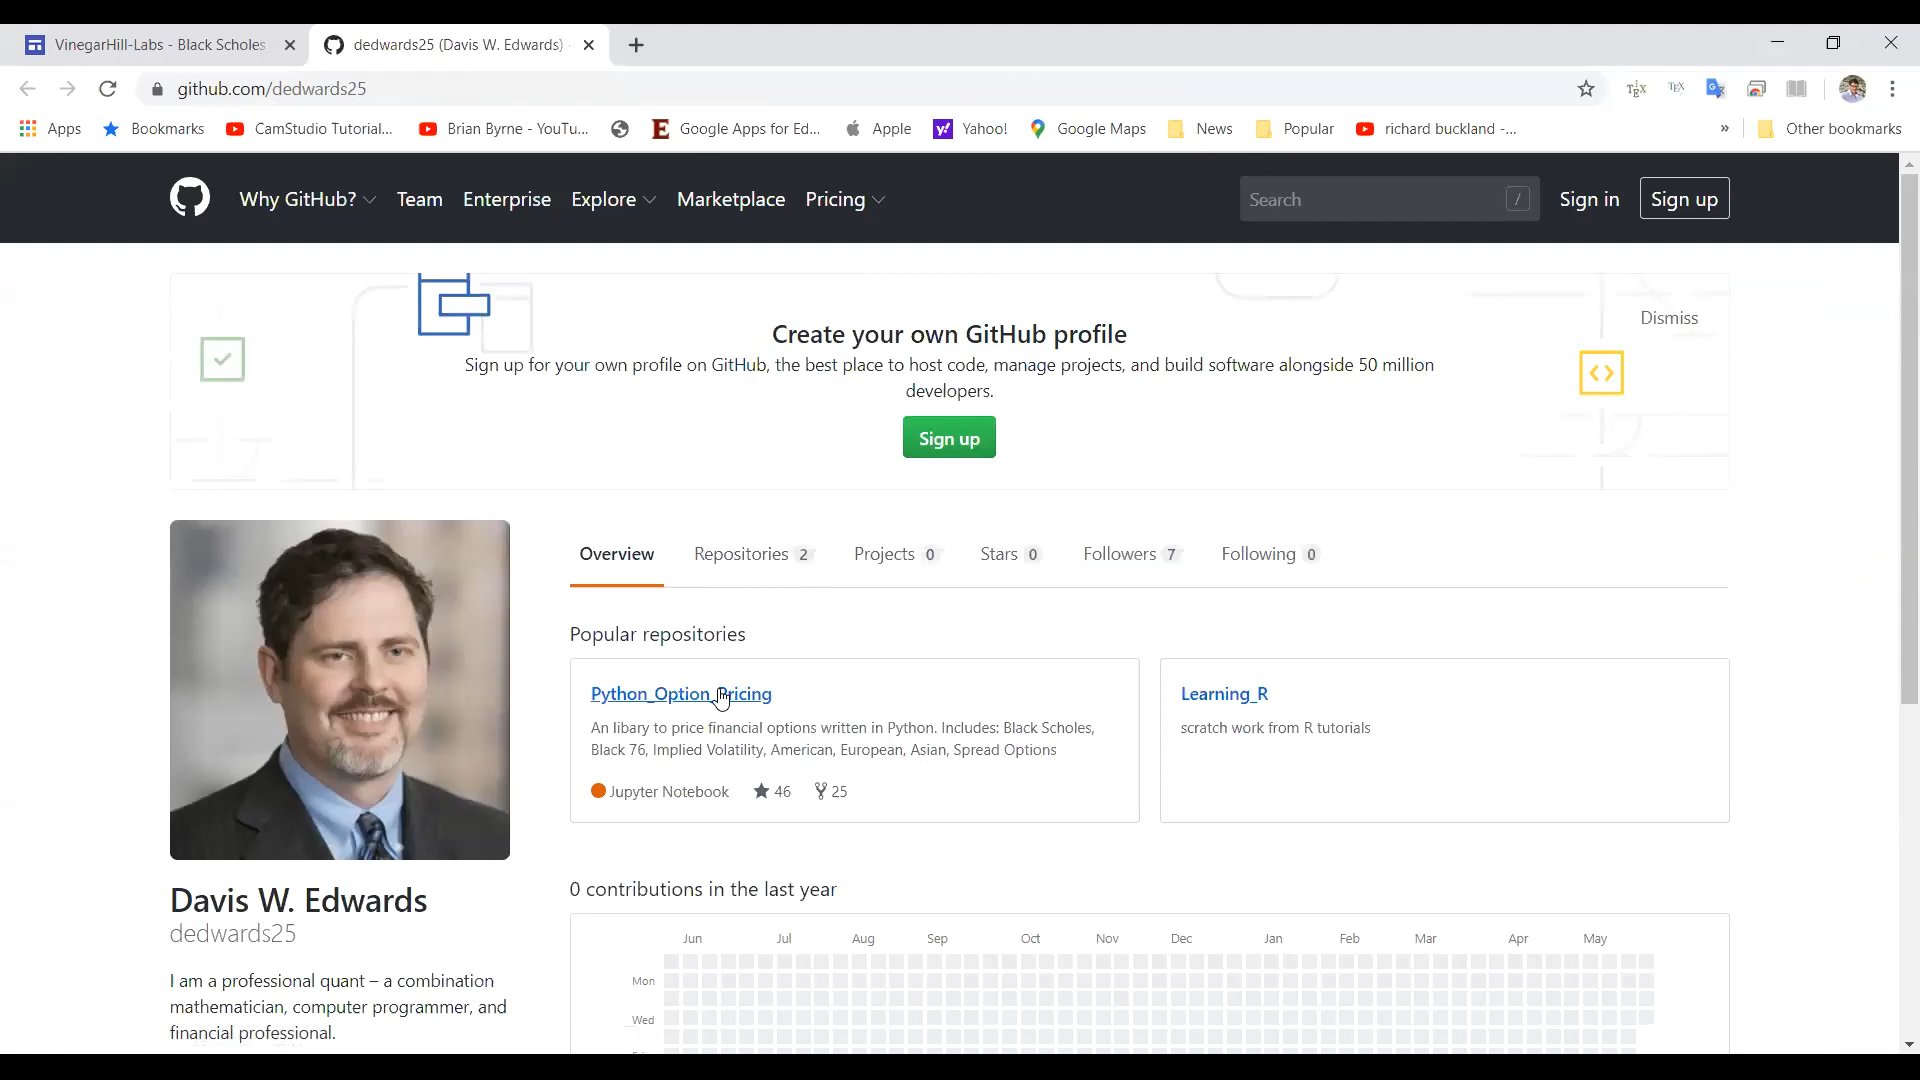 VinegarHill-Labs - Black Scholes
dedwards25 (Davis W. Edwards)
github.com/dedwards25
Apps Bookmarks CamStudio Tutorial... Brian Byrne - YouTu... Google Apps for Ed... Apple Yahoo! Google Maps News Popular richard buckland -... » Other bookmarks
Why GitHub? Team Enterprise Explore Marketplace Pricing Search / Sign in Sign up
Dismiss
Create your own GitHub profile
Sign up for your own profile on GitHub, the best place to host code, manage projects, and build software alongside 50 million
developers.
Sign up
Overview Repositories 2 Projects 0 Stars 0 Followers 7 Following 0
Popular repositories
Python_Option_Pricing
An libary to price financial options written in Python. Includes: Black Scholes,
Black 76, Implied Volatility, American, European, Asian, Spread Options
Jupyter Notebook 46 25
Learning_R
scratch work from R tutorials
Davis W. Edwards
dedwards25
I am a professional quant – a combination
mathematician, computer programmer, and
financial professional.
0 contributions in the last year
Jun Jul Aug Sep Oct Nov Dec Jan Feb Mar Apr May
Mon
Wed